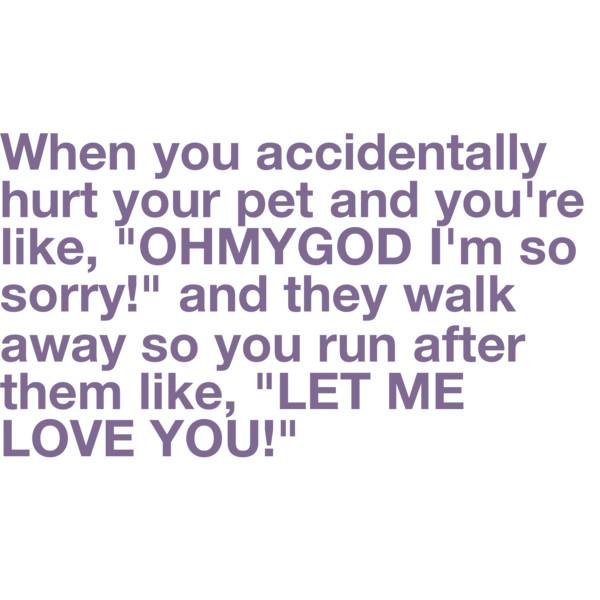 When you accidentally
hurt your pet and you're
like, "OHMYGOD I'm so
sorry!" and they walk
away so you run after
them like, "LET ME
LOVE YOU!"